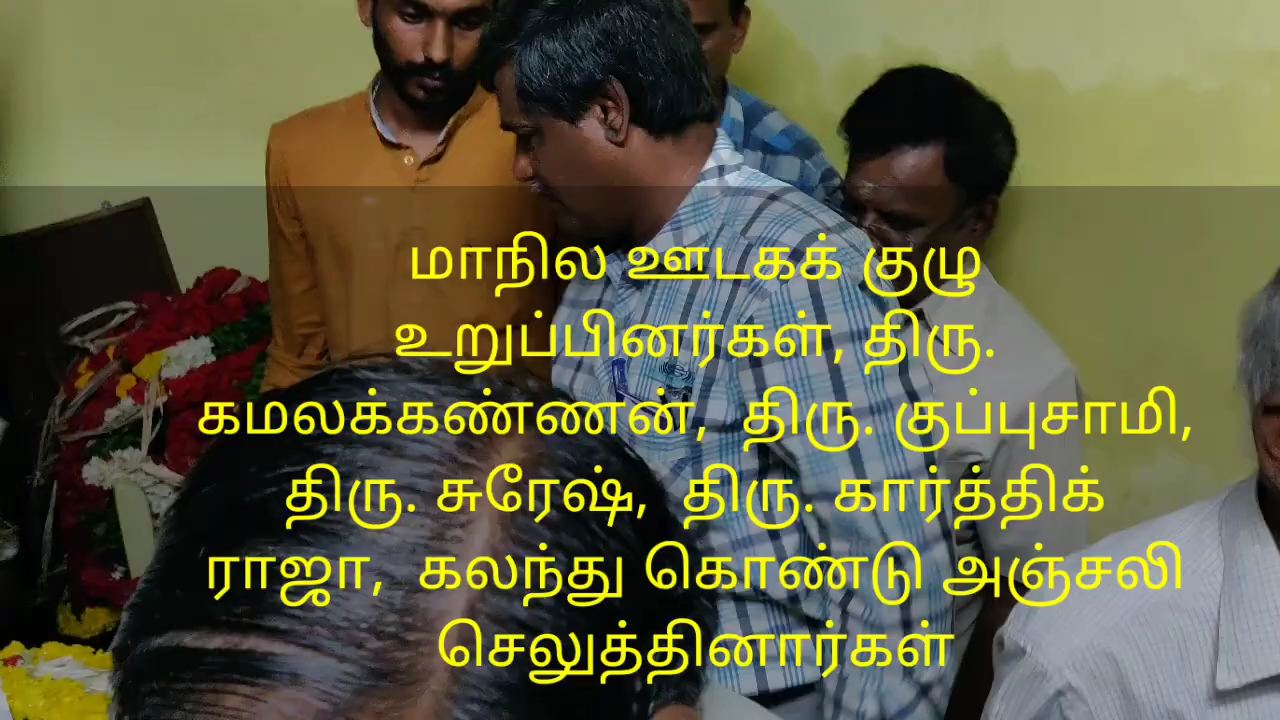 மாநில ஊடகக் குழு
உறுப்பினர்கள், திரு.
கமலக்கண்ணன்,  திரு. குப்புசாமி,
திரு. சுரேஷ்,  திரு. கார்த்திக்
ராஜா,  கலந்து கொண்டு அஞ்சலி
செலுத்தினார்கள்